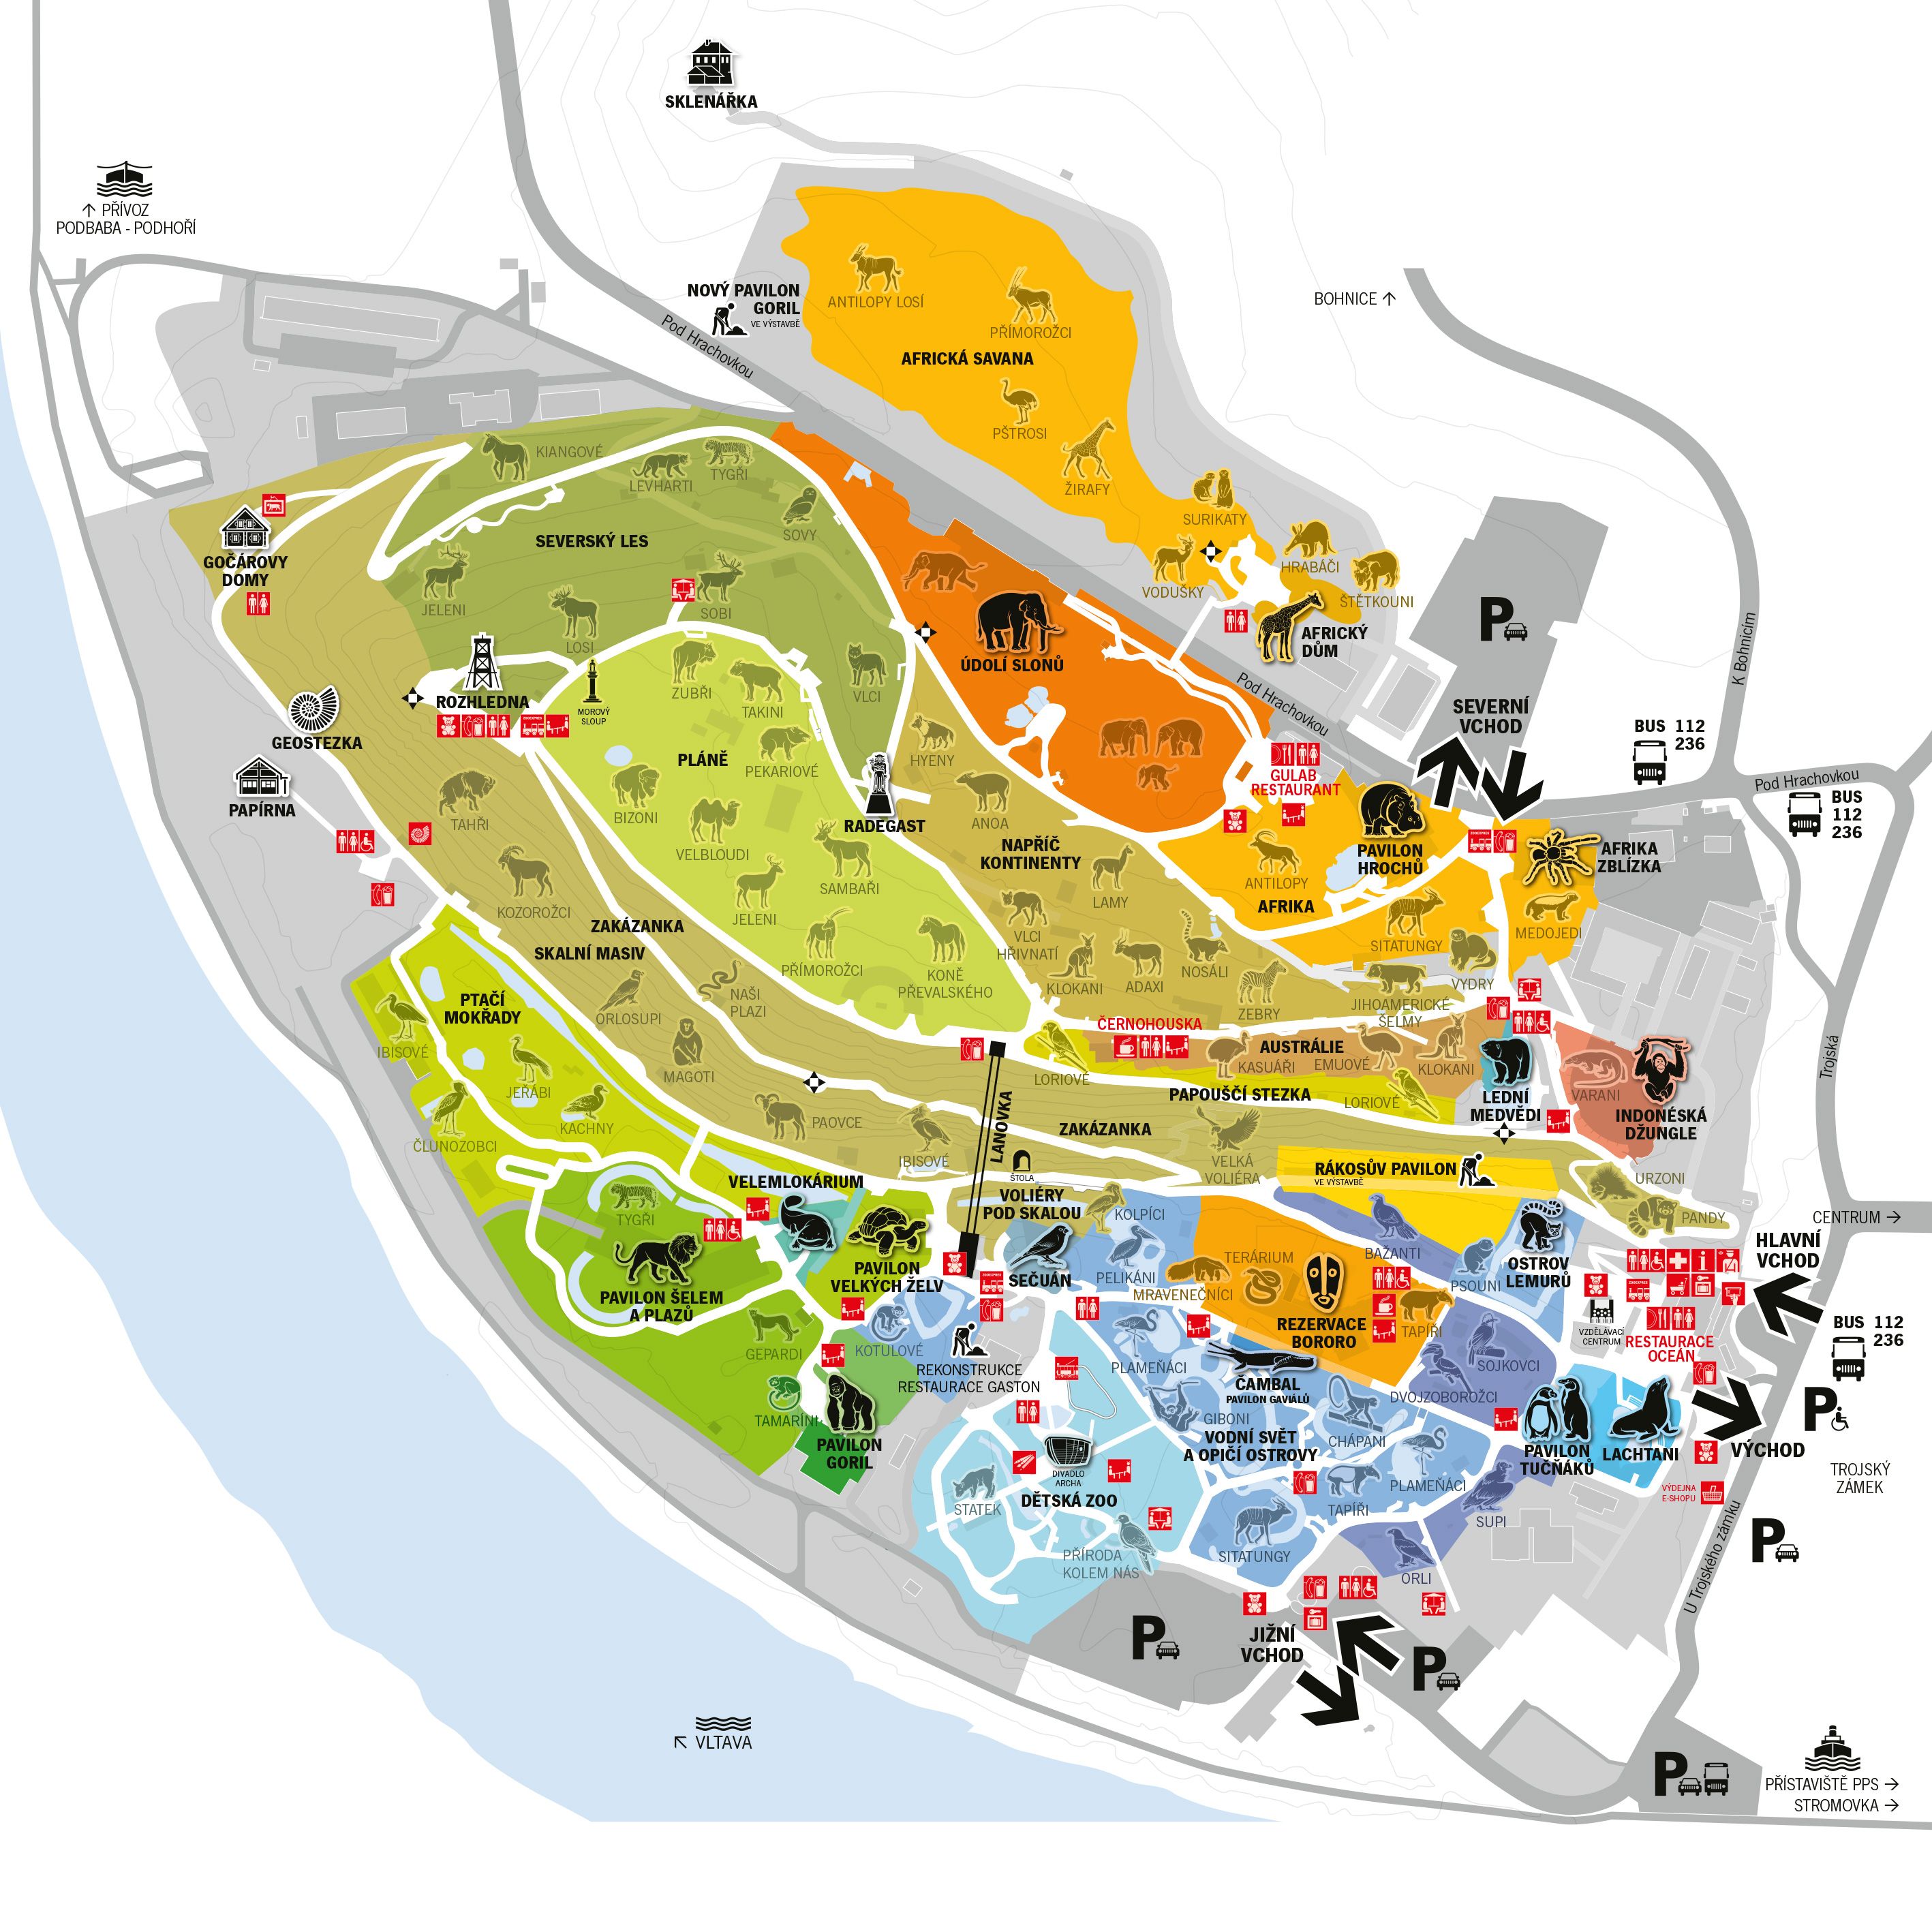 SKLENÁŘKA
↑ PŘÍVOZ
PODBABA - PODHOŘÍ
NOVÝ PAVILON
GORIL
VE VÝSTAVBĚ
Pod Hrachovkou
ANTILOPY LOSÍ
PŘÍMOROŽCI
AFRICKÁ SAVANA
PŠTROSI
ŽIRAFY
BOHNICE ↑
SURIKATY
HRABÁČI
VODUŠKY
ŠTĚTKOUNI
AFRICKÝ
DŮM
KIANGOVÉ
LEVHARTI
TYGŘI
SOVY
SEVERSKÝ LES
JELENI
LOSI
SOBI
VLCI
GOČÁROVY
DOMY
GEOSTEZKA
PAPÍRNA
ROZHLEDNA
MOROVÝ
SLOUP
ZUBŘI
TAKINI
PLÁNĚ
PEKARIOVÉ
BIZONI
VELBLOUDI
JELENI
SAMBAŘI
PŘÍMOROŽCI
KONĚ
PŘEVALSKÉHO
RADEGAST
ÚDOLÍ SLONŮ
HYENY
ANOA
NAPŘÍČ
KONTINENTY
LAMY
VLCI
HŘIVNATÍ
KLOKANI
ADAXI
NOSÁLI
ZEBRY
GULAB
RESTAURANT
Pod Hrachovkou
SEVERNÍ
VCHOD
P
BUS 112
236
K Bohnicím
Pod Hrachovkou
BUS
112
236
PAVILON
HROCHŮ
ANTILOPY
AFRIKA
SITATUNGY
AFRIKA
ZBLÍZKA
MEDOJEDI
VYDRY
JIHOAMERICKÉ
ŠELMY
TAHŘI
KOZOROŽCI
ZAKÁZANKA
SKALNÍ MASIV
ORLOSUPI
NAŠI
PLAZI
MAGOTI
PAOVCE
IBISOVÉ
PTAČÍ
MOKŘADY
IBISOVÉ
JEŘÁBI
KACHNY
ČLUNOZOBCI
ČERNOHOUSKA
LORIOVÉ
AUSTRÁLIE
KASUÁŘI
EMUOVÉ
KLOKANI
PAPOUŠČÍ STEZKA
LORIOVÉ
LEDNÍ
MEDVĚDI
VARANI
INDONÉSKÁ
DŽUNGLE
Trojská
LANOVKA
ZAKÁZANKA
VELKÁ
VOLIÉRA
ŠTOLA
RÁKOSŮV PAVILON
VE VÝSTAVBĚ
URZONI
PANDY
CENTRUM →
VELEMLOKÁRIUM
TYGŘI
PAVILON ŠELEM
A PLAZŮ
PAVILON
VELKÝCH ŽELV
VOLIÉRY
POD SKALOU
KOLPÍCI
SEČUÁN
PELIKÁNI
MRAVENEČNÍCI
TERÁRIUM
REZERVACE
BORORO
TAPÍŘI
BAŽANTI
PSOUNI
OSTROV
LEMURŮ
HLAVNÍ
VCHOD
VZDĚLÁVACÍ
CENTRUM
RESTAURACE
OCEÁN
BUS 112
236
P
GEPARDI
TAMARÍNI
KOTULOVÉ
PAVILON
GORIL
REKONSTRUKCE
RESTAURACE GASTON
PLAMEŇÁCI
ČAMBAL
PAVILON GAVIÁLŮ
GIBONI
VODNÍ SVĚT
A OPIČÍ OSTROVY
CHÁPANI
DVOJZOBOROŽCI
SOJKOVCI
PAVILON
TUČŇÁKŮ
LACHTANI
VÝCHOD
TROJSKÝ
ZÁMEK
VÝDEJNA
E-SHOPU
U Trojského zámku
P
STATEK
DIVADLO
ARCHA
DĚTSKÁ ZOO
PŘÍRODA
KOLEM NÁS
SITATUNGY
TAPÍŘI
PLAMEŇÁCI
SUPI
ORLI
JIŽNÍ
VCHOD
P
P
P
↖ VLTAVA
PŘÍSTAVIŠTĚ PPS →
STROMOVKA →